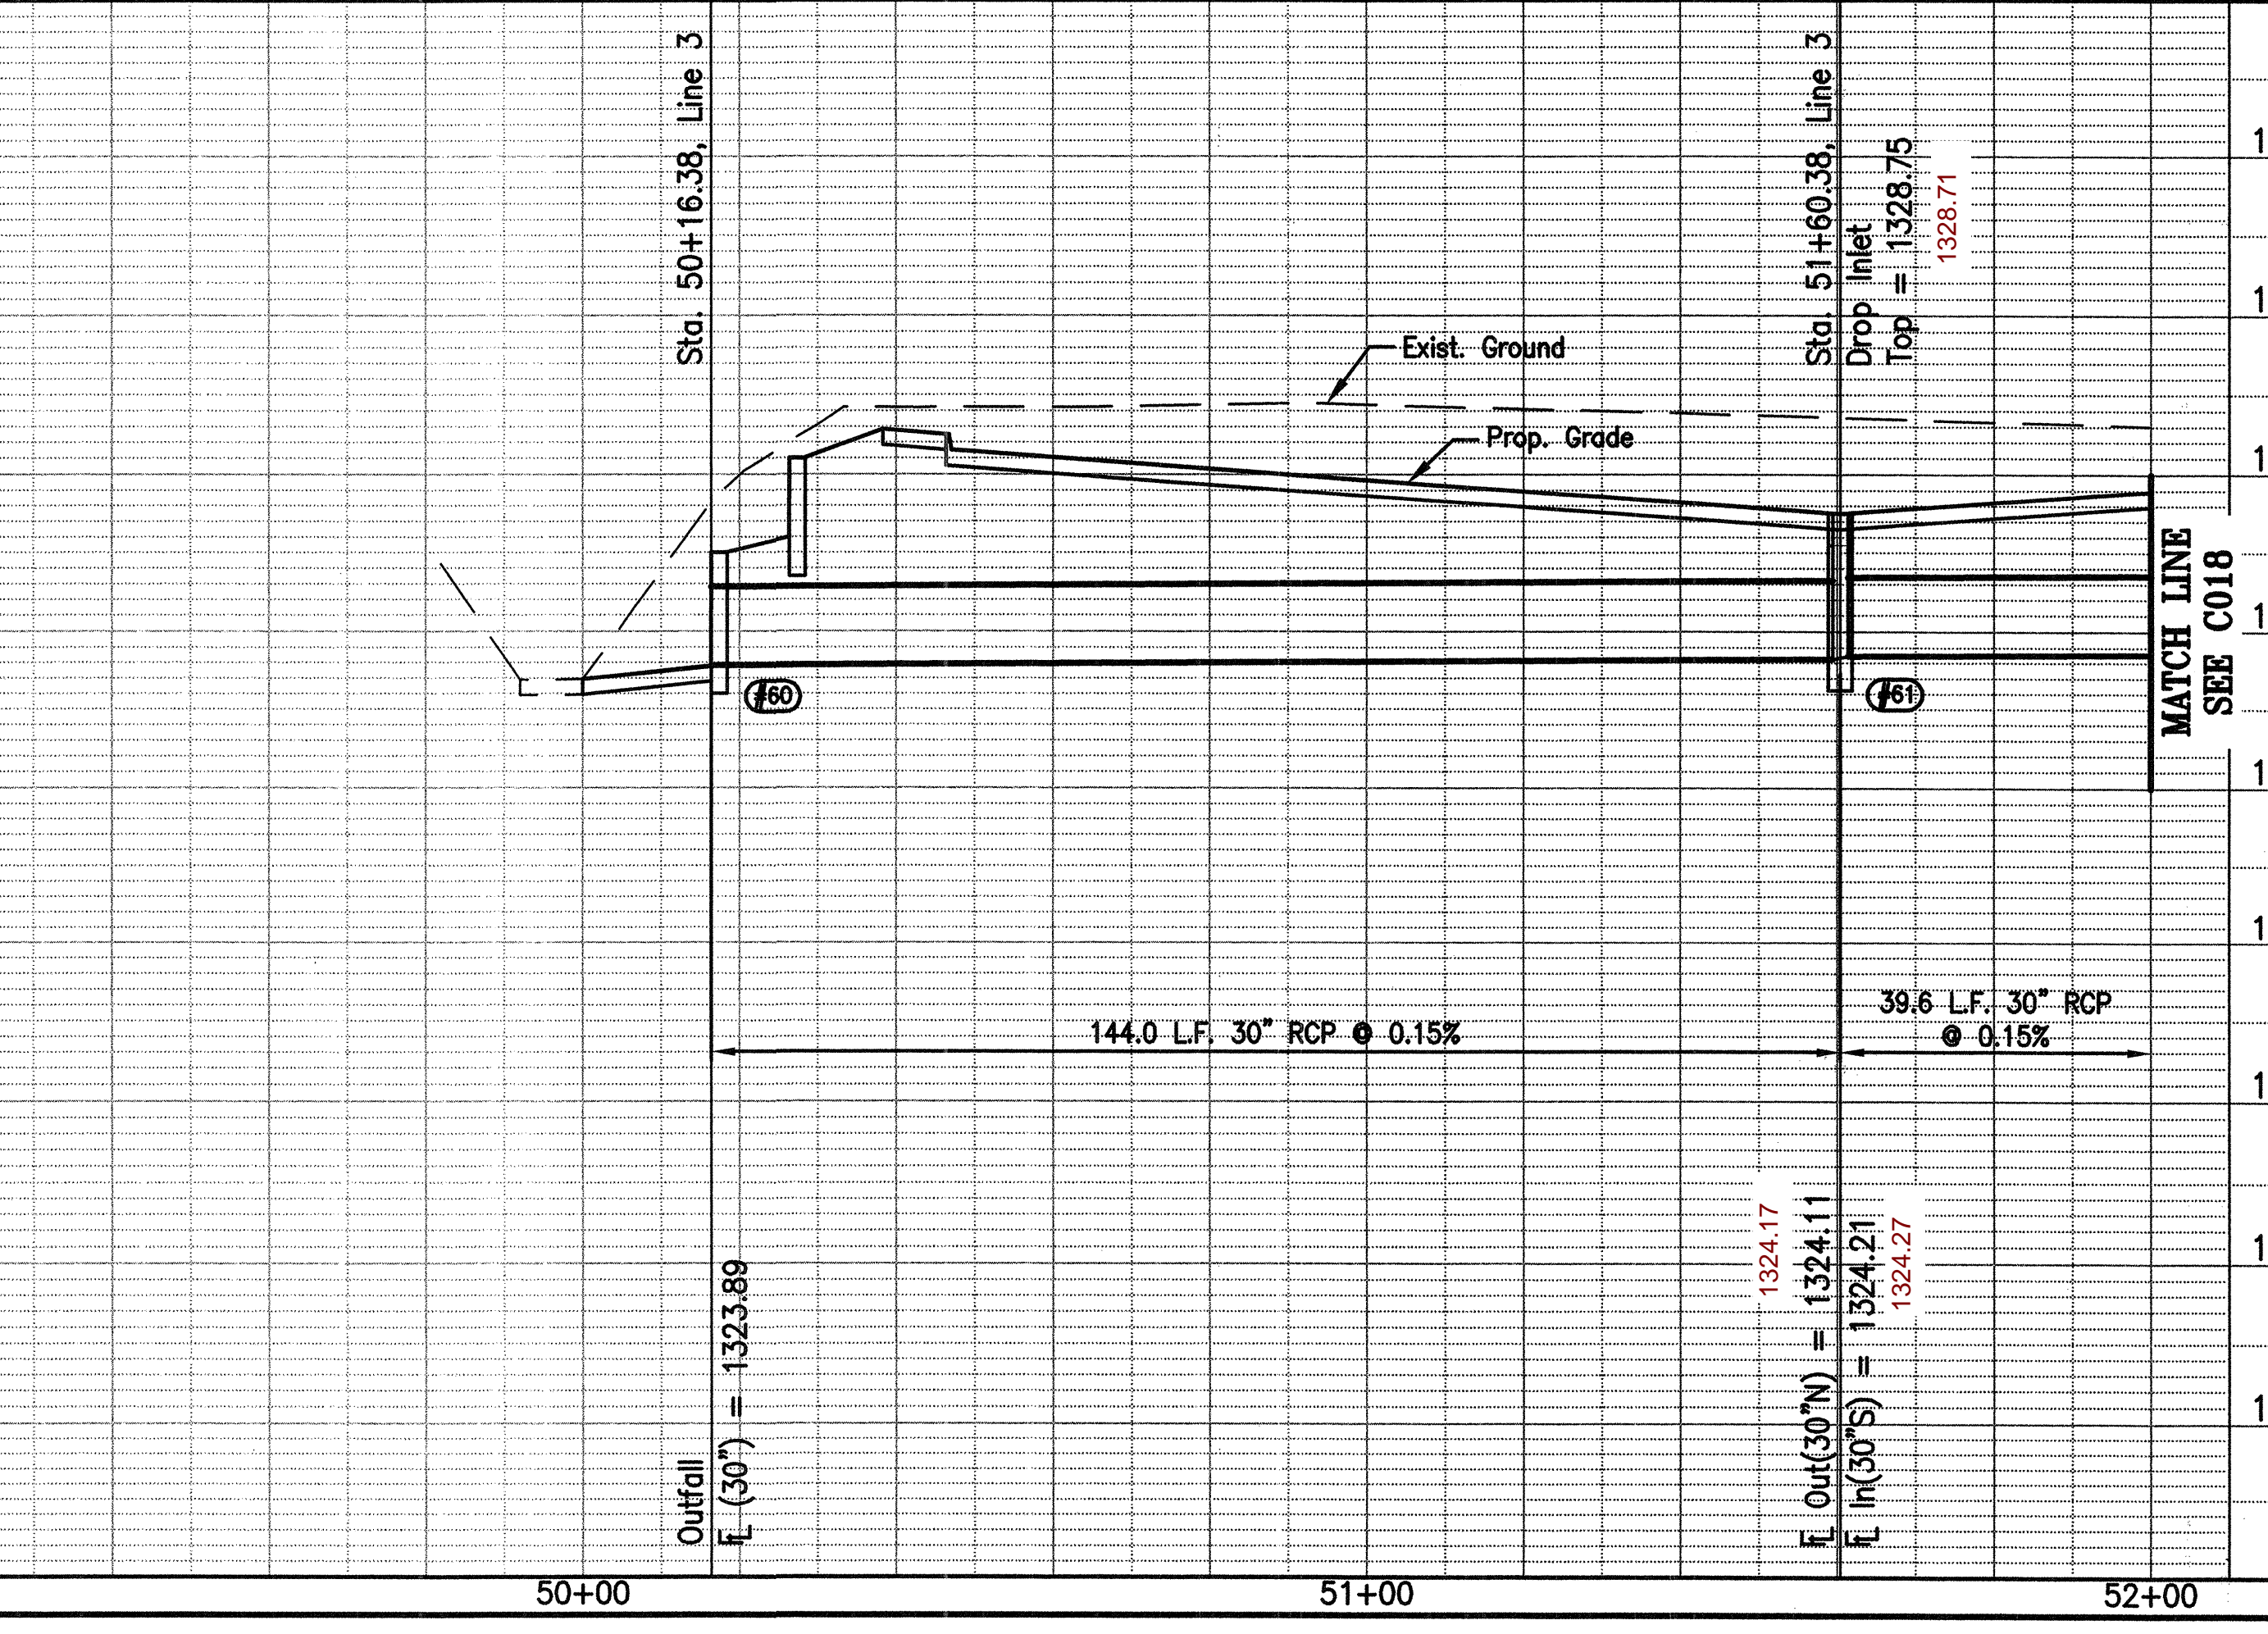 Sta. 50+16.38, Line 3
Sta. 51+60.38, Line 3
Drop Inlet
Top = 1328.75
1328.71
Exist. Ground
Prop. Grade
#60
#61
MATCH LINE
SEE C018
144.0 L.F. 30" RCP @ 0.15%
39.6 L.F. 30" RCP
@ 0.15%
Outfall
FL (30") = 1323.89
1324.17
FL Out(30"N) = 1324.11
FL In(30"S) = 1324.21
1324.27
50+00
51+00
52+00